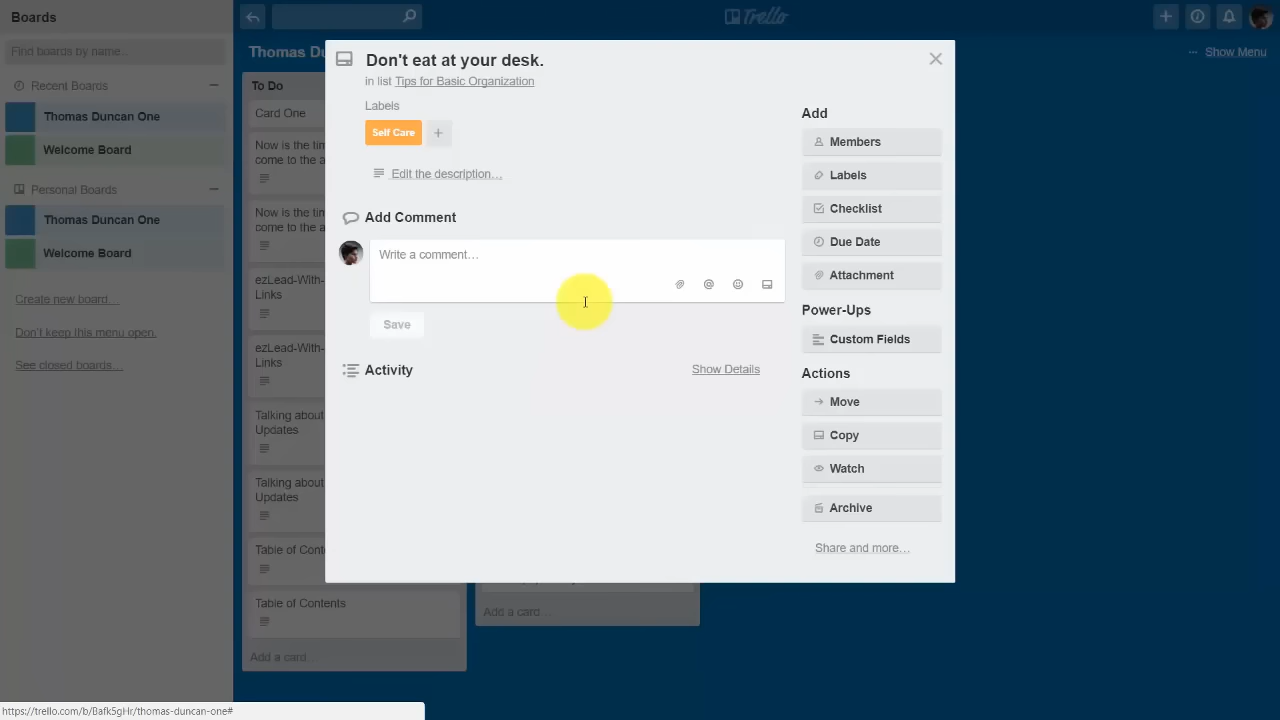 Boards
Find boards by name...
Recent Boards
Thomas Duncan One
Welcome Board
Personal Boards
Thomas Duncan One
Welcome Board
Create new board...
Don't keep this menu open.
See closed boards...
Trello
Thomas Du
... Show Menu
To Do
Card One
Now is the tim
come to the a
Now is the tim
come to the a
ezLead-With-
Links
ezLead-With-
Links
Talking about
Updates
Talking about
Updates
Table of Conte
Table of Contents
Add a card...
Add a card...
Don't eat at your desk.
in list Tips for Basic Organization
Labels
Self Care
+
Edit the description...
Add Comment
Write a comment...
Save
Activity
Show Details
Add
Members
Labels
Checklist
Due Date
Attachment
Power-Ups
Custom Fields
Actions
Move
Copy
Watch
Archive
Share and more...
https://trello.com/b/Bafk5gHr/thomas-duncan-one#